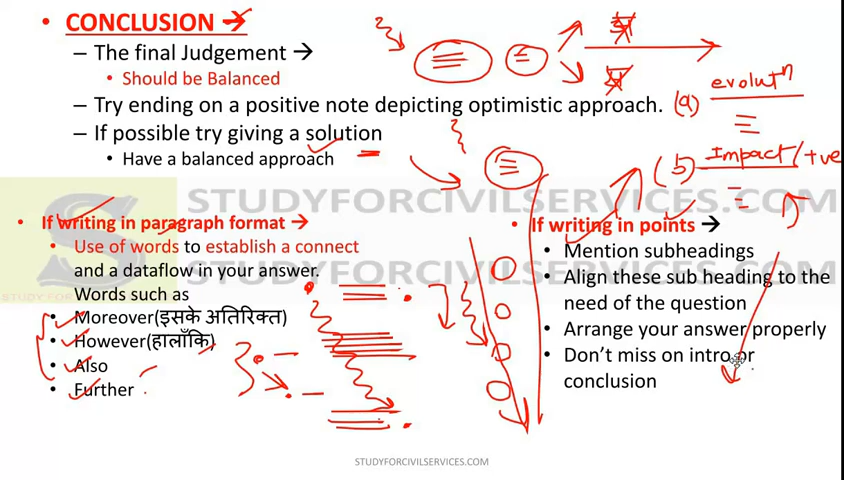 • CONCLUSION →
– The final Judgement →
• Should be Balanced
– Try ending on a positive note depicting optimistic approach.
(a) evolutⁿ
– If possible try giving a solution
• Have a balanced approach
(b) Impact/+ve
STUDYFORCIVILSERVICES.COM STUDYFORCIVILSERVICES.COM
• If writing in paragraph format →
• Use of words to establish a connect
and a dataflow in your answer.
Words such as
• Moreover(इसके अतिरिक्त)
• However(हालाँकि)
• Also
• Further
• If writing in points →
• Mention subheadings
• Align these sub heading to the
need of the question
• Arrange your answer properly
• Don't miss on intro or
conclusion
STUDYFORCIVILSERVICES.COM